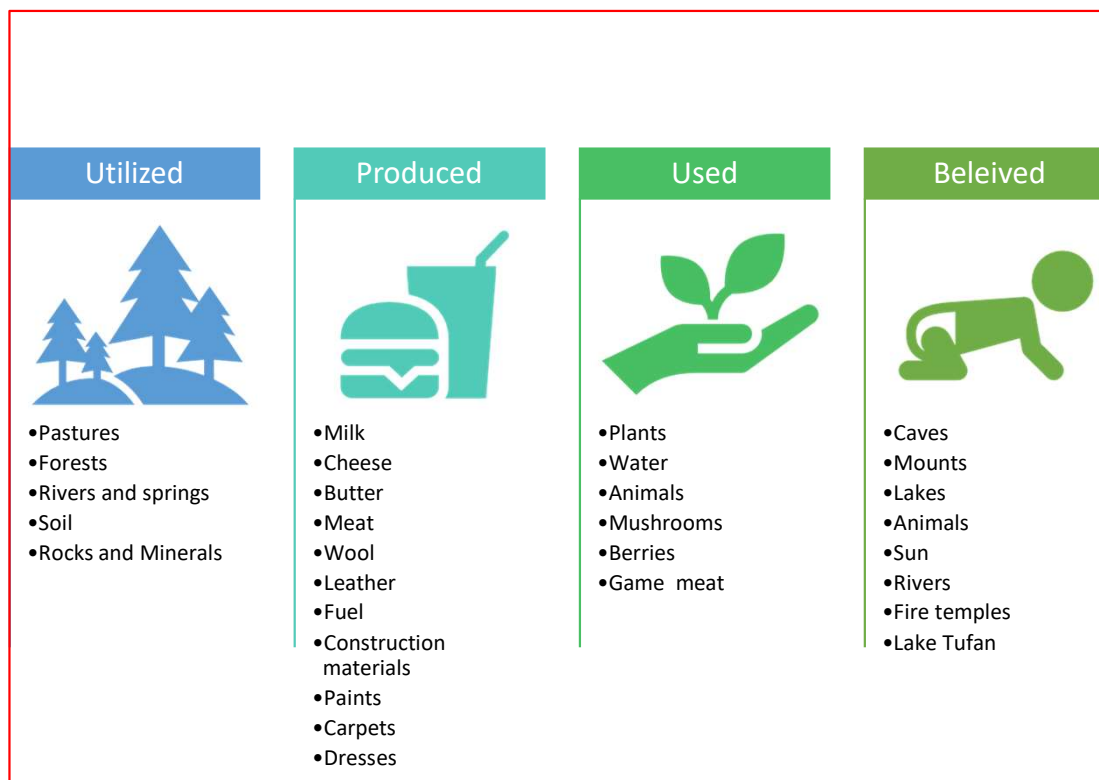 Utilized
•Pastures
•Forests
•Rivers and springs
•Soil
•Rocks and Minerals
Produced
•Milk
•Cheese
•Butter
•Meat
•Wool
•Leather
•Fuel
•Construction
materials
•Paints
•Carpets
•Dresses
Used
•Plants
•Water
•Animals
•Mushrooms
•Berries
•Game meat
Beleived
•Caves
•Mounts
•Lakes
•Animals
•Sun
•Rivers
•Fire temples
•Lake Tufan